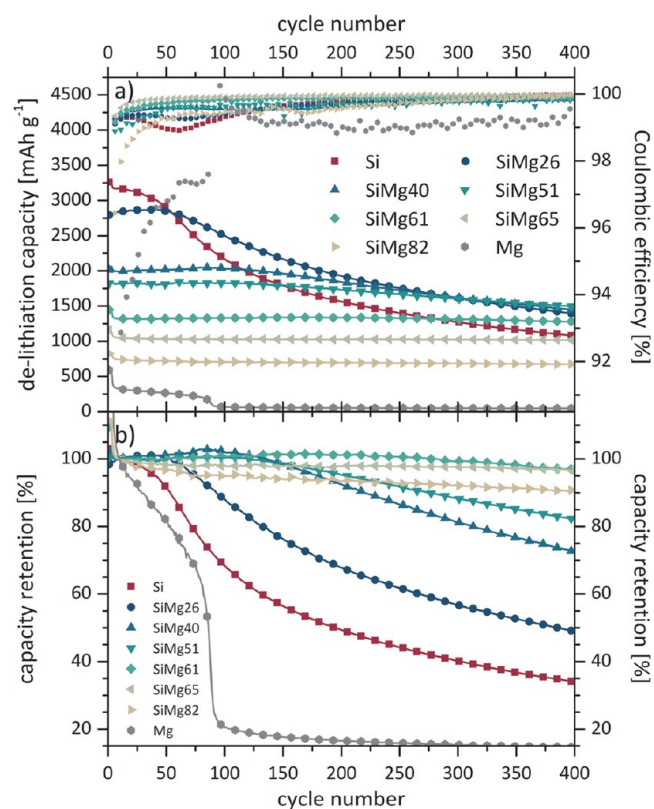 cycle number
0 50 100 150 200 250 300 350 400
a)
4500
4000
3500
3000
2500
2000
1500
1000
500
0
de-lithiation capacity [mAh g⁻¹]
100
98
96
94
92
Coulombic efficiency [%]
Si SiMg26
SiMg40 SiMg51
SiMg61 SiMg65
SiMg82 Mg
b)
100
80
60
40
20
capacity retention [%]
100
80
60
40
20
capacity retention [%]
Si
SiMg26
SiMg40
SiMg51
SiMg61
SiMg65
SiMg82
Mg
0 50 100 150 200 250 300 350 400
cycle number